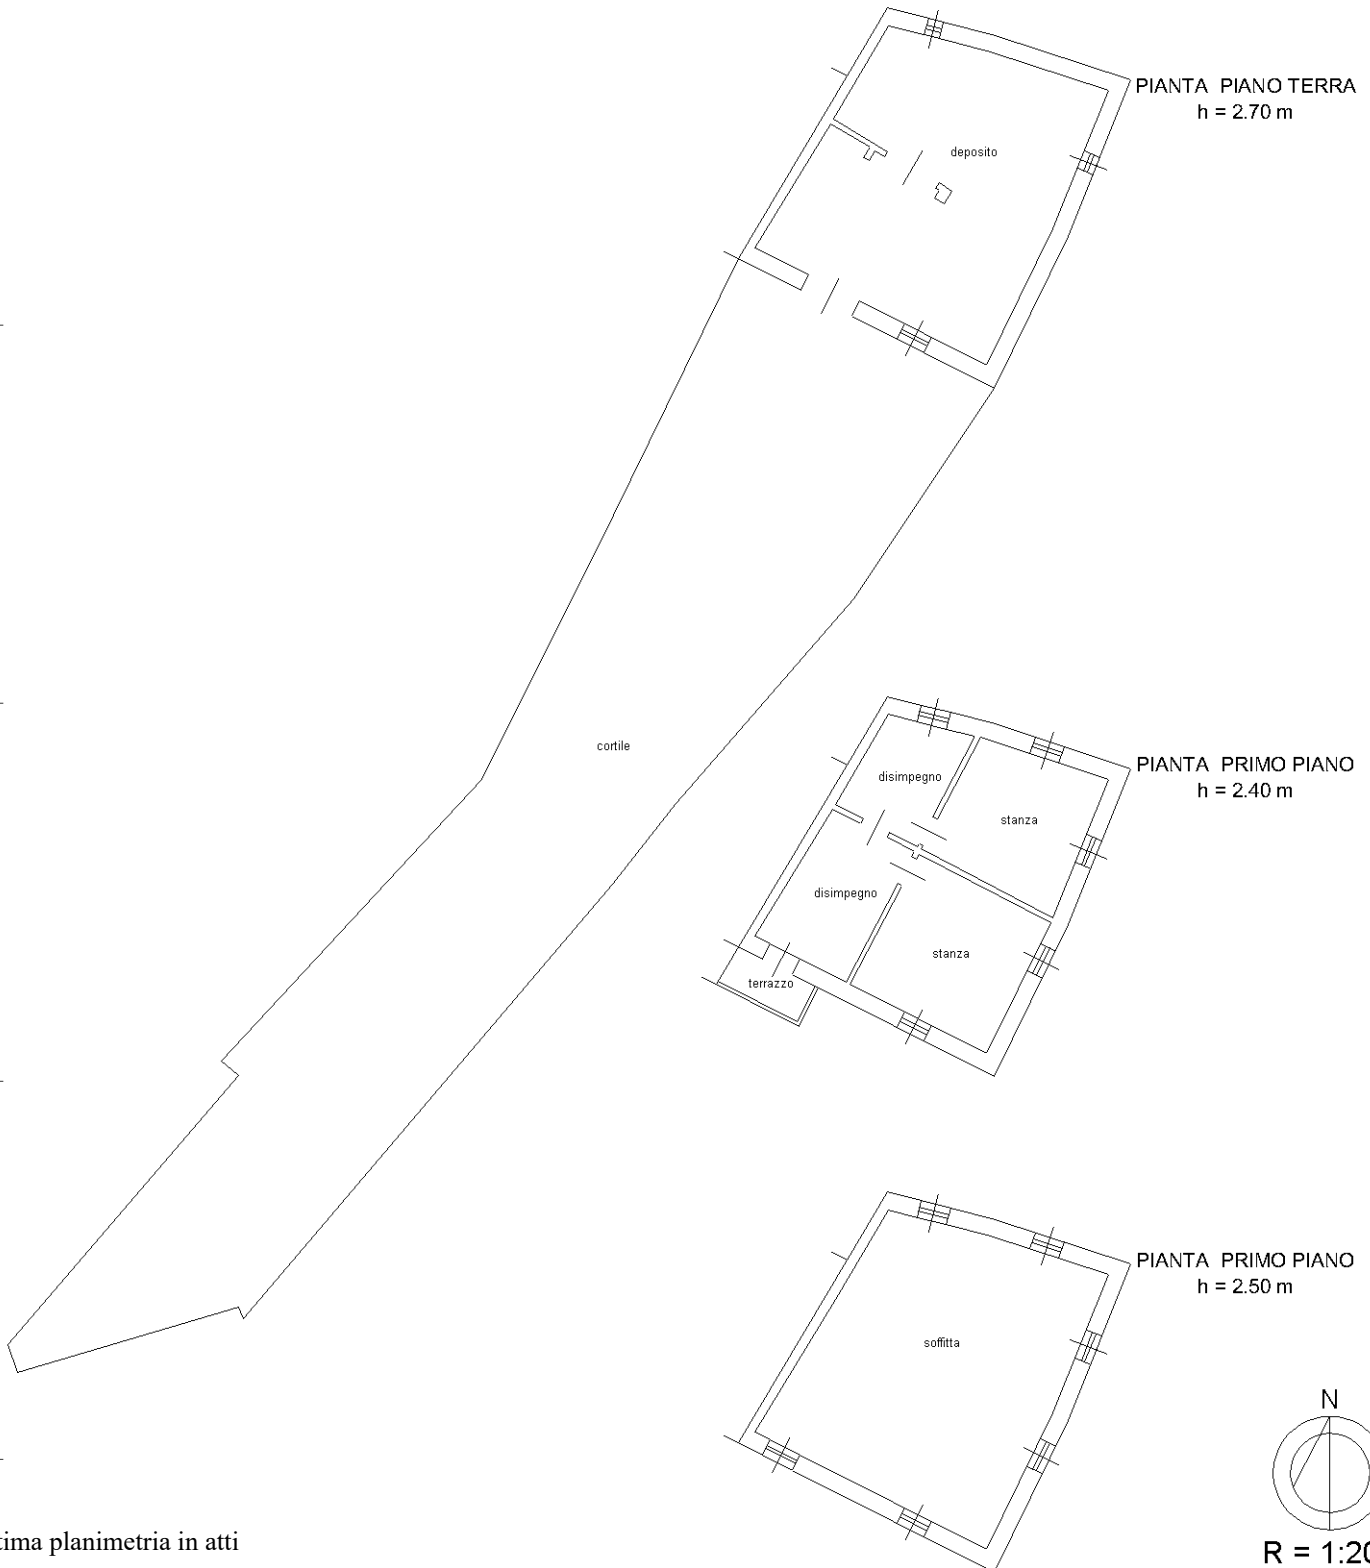 PIANTA PIANO TERRA
h = 2.70 m
deposito
cortile
PIANTA PRIMO PIANO
h = 2.40 m
disimpegno
stanza
disimpegno
stanza
terrazzo
PIANTA PRIMO PIANO
h = 2.50 m
soffitta
N
planimetria in atti
R =